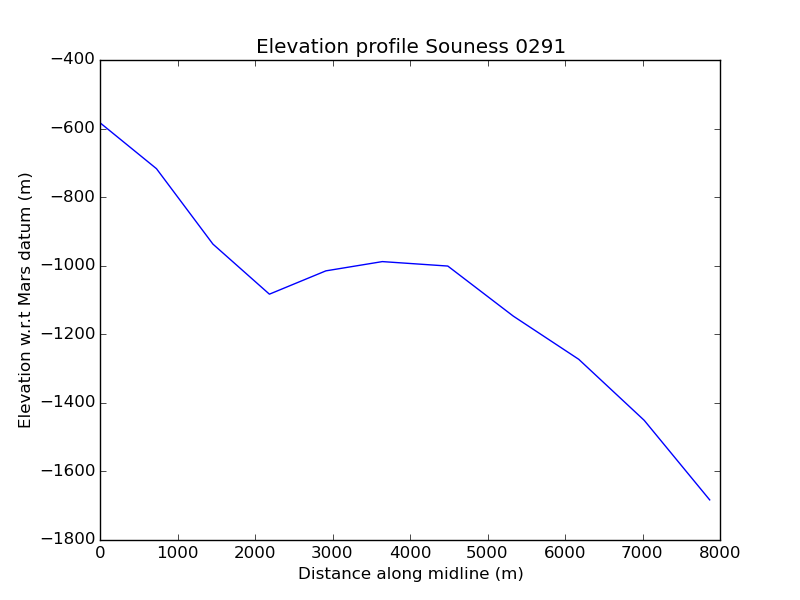 Elevation profile Souness 0291
−400
−600
−800
−1000
−1200
−1400
−1600
−1800
Elevation w.r.t Mars datum (m)
0 1000 2000 3000 4000 5000 6000 7000 8000
Distance along midline (m)